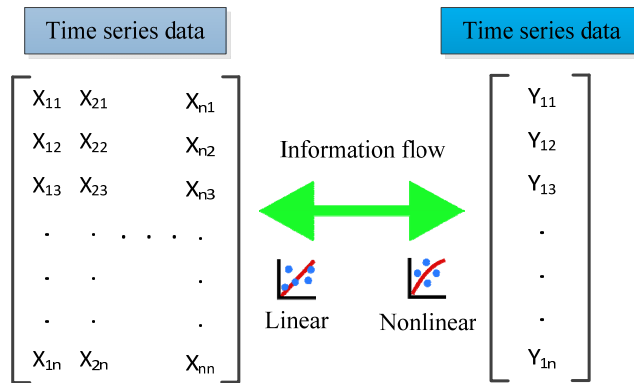 Time series data
Time series data
X11 X21 Xn1
X12 X22 Xn2
X13 X23 Xn3
. . . . . . .
. . .
. . .
X1n X2n Xnn
Information flow
Linear
Nonlinear
Y11
Y12
Y13
.
.
.
Y1n